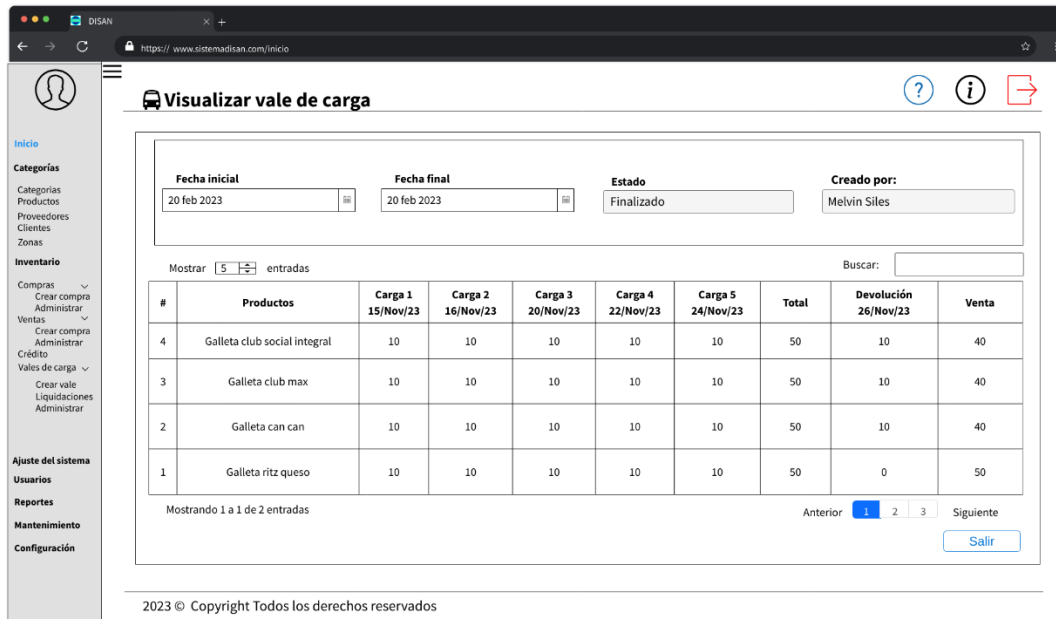 DISAN
https:// www.sistemadisan.com/inicio
Visualizar vale de carga
Inicio
Categorías
Categorias
Productos
Proveedores
Clientes
Zonas
Inventario
Compras
Crear compra
Administrar
Ventas
Crear compra
Administrar
Crédito
Vales de carga
Crear vale
Liquidaciones
Administrar
Ajuste del sistema
Usuarios
Reportes
Mantenimiento
Configuración
Fecha inicial Fecha final Estado Creado por:
20 feb 2023 20 feb 2023 Finalizado Melvin Siles
Mostrar 5 entradas Buscar:
# Productos Carga 1 15/Nov/23 Carga 2 16/Nov/23 Carga 3 20/Nov/23 Carga 4 22/Nov/23 Carga 5 24/Nov/23 Total Devolución 26/Nov/23 Venta
4 Galleta club social integral 10 10 10 10 10 50 10 40
3 Galleta club max 10 10 10 10 10 50 10 40
2 Galleta can can 10 10 10 10 10 50 10 40
1 Galleta ritz queso 10 10 10 10 10 50 0 50
Mostrando 1 a 1 de 2 entradas Anterior 1 2 3 Siguiente
Salir
2023 © Copyright Todos los derechos reservados